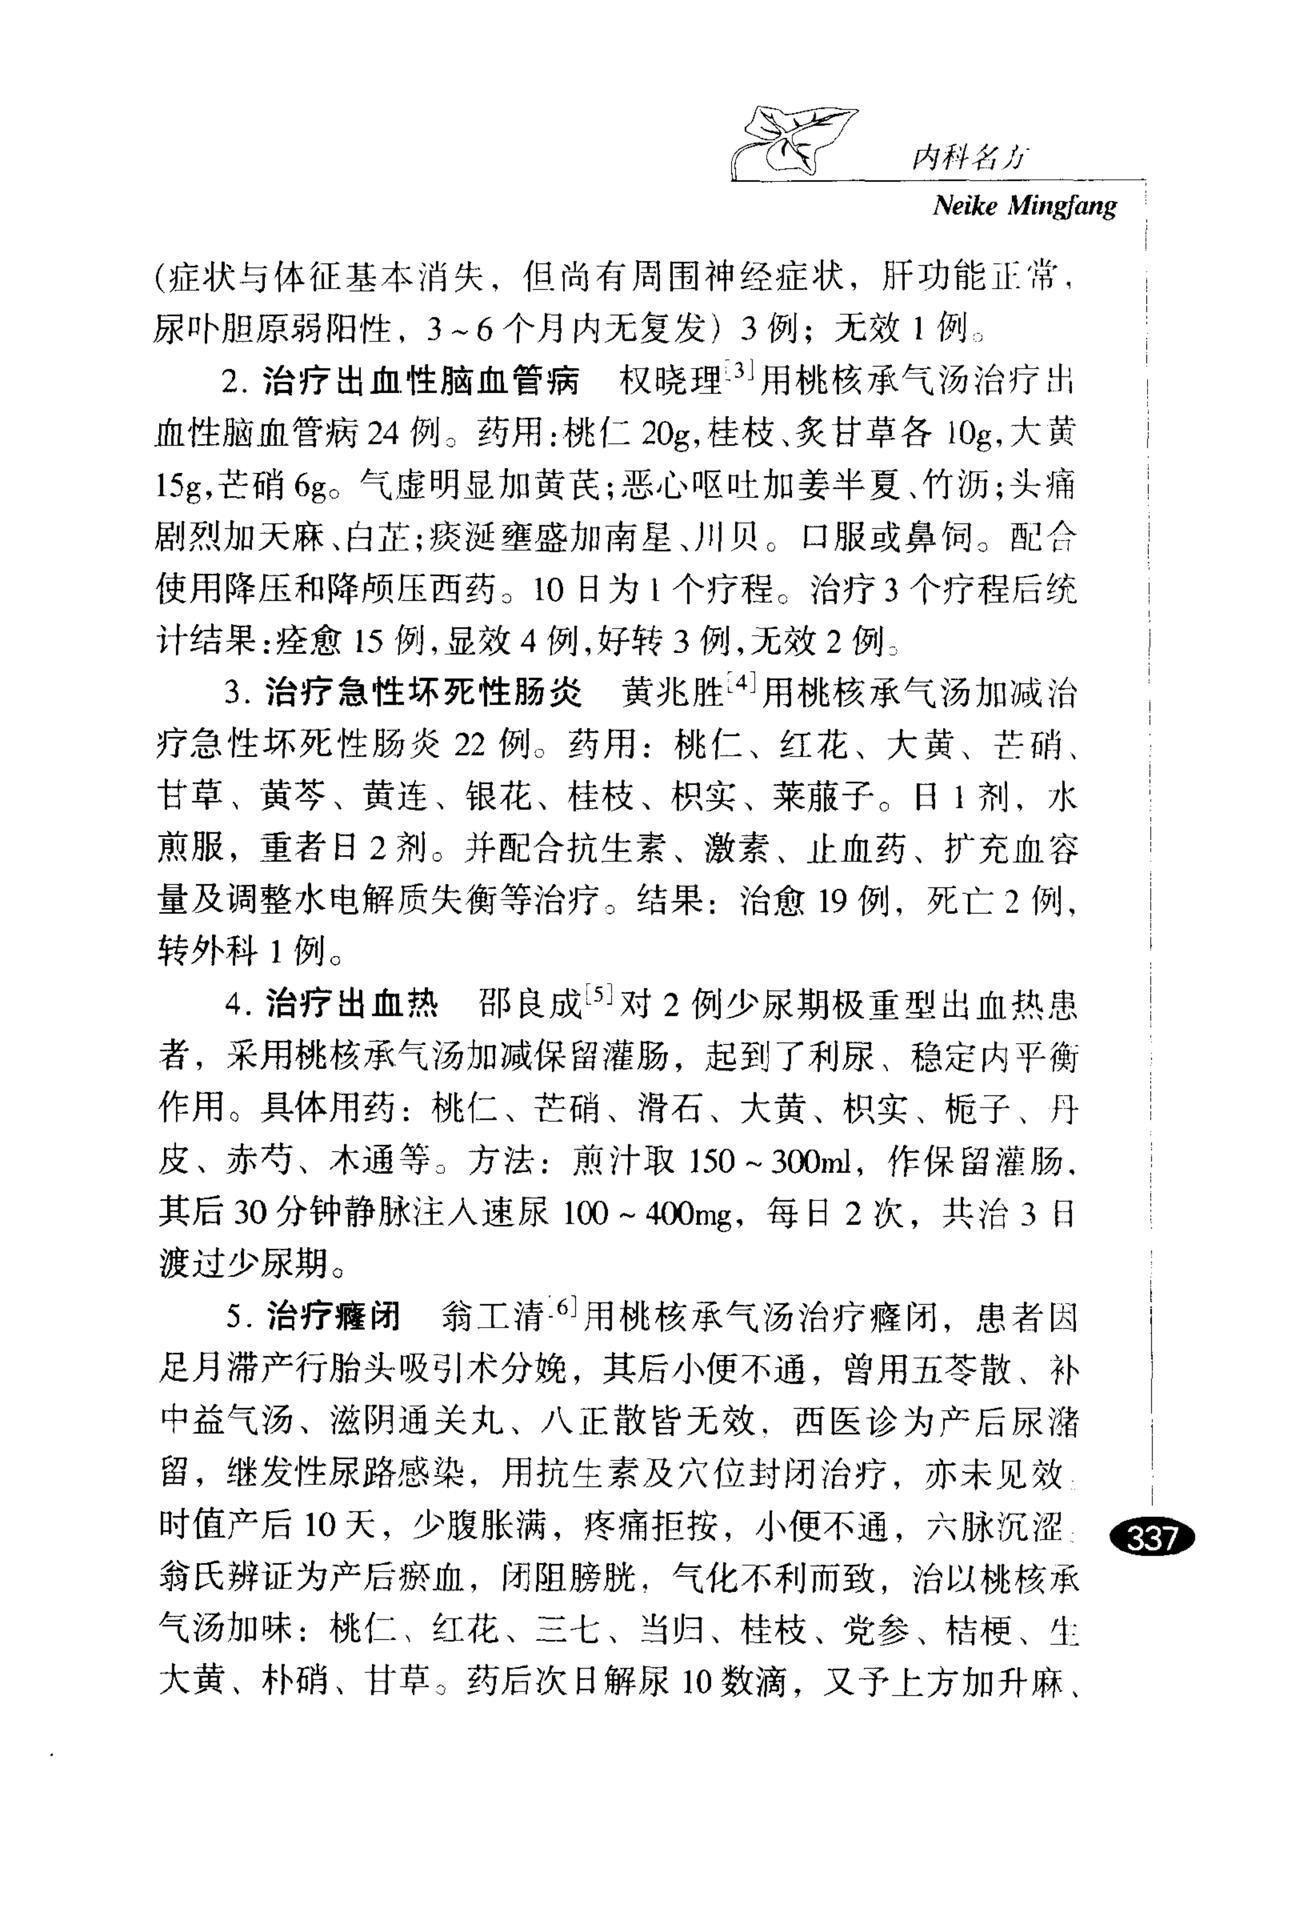 内科名方
Neike Mingfang
(症状与体征基本消失，但尚有周围神经症状，肝功能正常，
尿卟胆原弱阳性，3~6个月内无复发）3例；无效1例。
2. 治疗出血性脑血管病　权晓理[3]用桃核承气汤治疗出
血性脑血管病24例。药用:桃仁20g,桂枝、炙甘草各10g,大黄
15g,芒硝6g。气虚明显加黄芪;恶心呕吐加姜半夏、竹沥;头痛
剧烈加天麻、白芷;痰涎壅盛加南星、川贝。口服或鼻饲。配合
使用降压和降颅压西药。10日为1个疗程。治疗3个疗程后统
计结果:痊愈15例,显效4例,好转3例,无效2例。
3. 治疗急性坏死性肠炎　黄兆胜[4]用桃核承气汤加减治
疗急性坏死性肠炎22例。药用：桃仁、红花、大黄、芒硝、
甘草、黄芩、黄连、银花、桂枝、枳实、莱菔子。日1剂，水
煎服，重者日2剂。并配合抗生素、激素、止血药、扩充血容
量及调整水电解质失衡等治疗。结果：治愈19例，死亡2例，
转外科1例。
4. 治疗出血热　邵良成[5]对2例少尿期极重型出血热患
者，采用桃核承气汤加减保留灌肠，起到了利尿、稳定内平衡
作用。具体用药：桃仁、芒硝、滑石、大黄、枳实、栀子、丹
皮、赤芍、木通等。方法：煎汁取150~300ml，作保留灌肠，
其后30分钟静脉注入速尿100~400mg，每日2次，共治3日
渡过少尿期。
5. 治疗癃闭　翁工清[6]用桃核承气汤治疗癃闭，患者因
足月滞产行胎头吸引术分娩，其后小便不通，曾用五苓散、补
中益气汤、滋阴通关丸、八正散皆无效，西医诊为产后尿潴
留，继发性尿路感染，用抗生素及穴位封闭治疗，亦未见效。
时值产后10天，少腹胀满，疼痛拒按，小便不通，六脉沉涩。
翁氏辨证为产后瘀血，闭阻膀胱，气化不利而致，治以桃核承
气汤加味：桃仁、红花、三七、当归、桂枝、党参、桔梗、生
大黄、朴硝、甘草。药后次日解尿10数滴，又予上方加升麻、
337